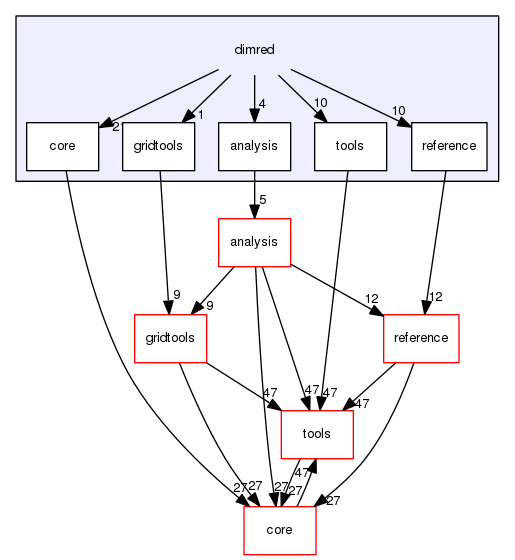 dimred
21 1 4 10 10
core gridtools analysis tools reference
5
analysis
9 9 12 12
gridtools reference
47 47 47 47
tools
47
27 27 27 27 27
core